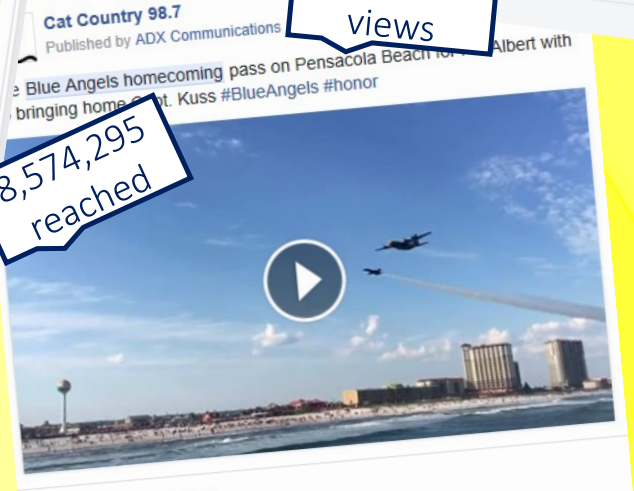 Cat Country 98.7
Published by ADX Communications
views
Blue Angels homecoming pass on Pensacola Beach Albert with
bringing home Kuss #BlueAngels #honor
8,574,295
reached